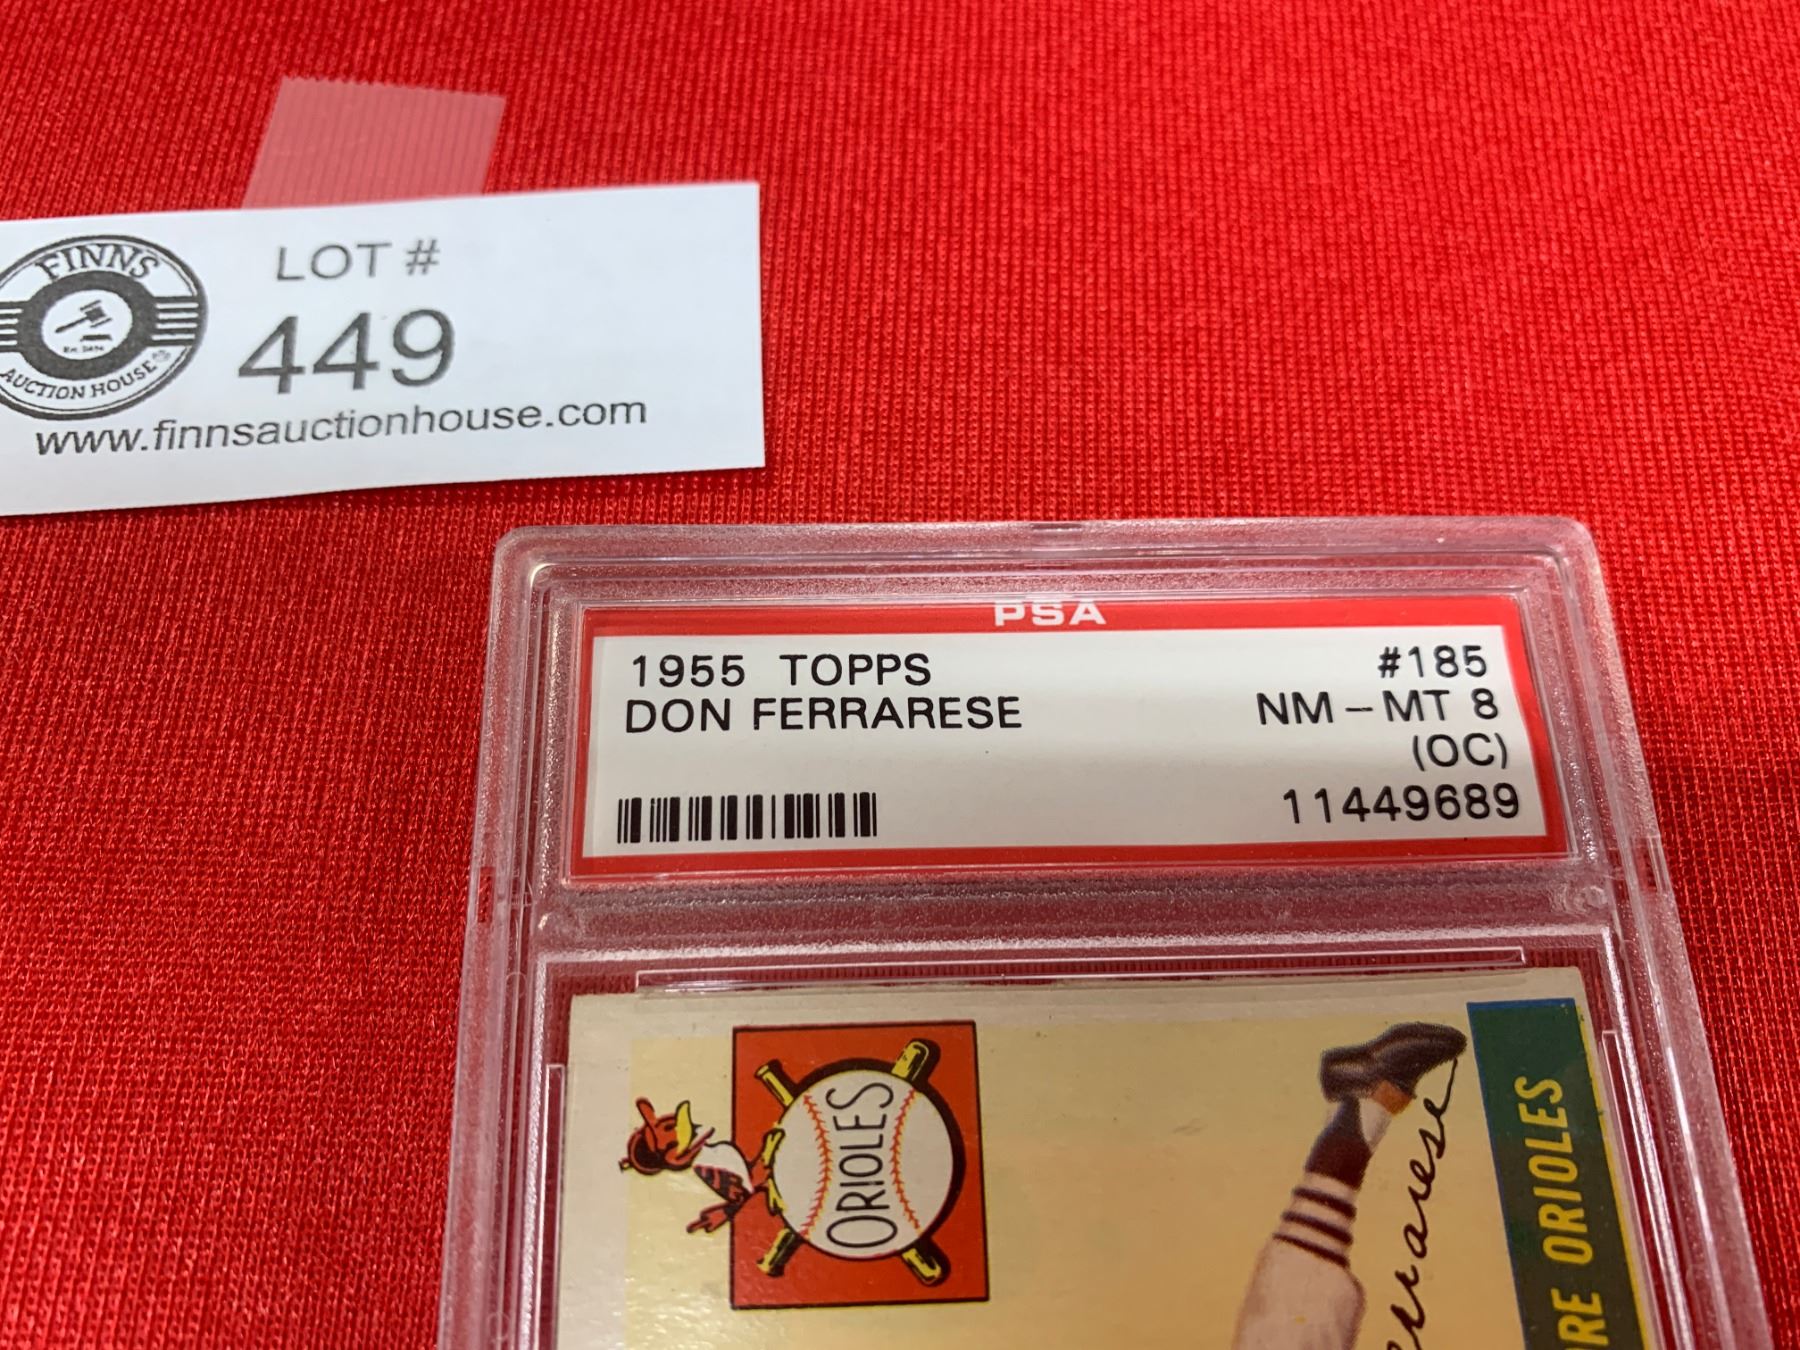 FINNS
AUCTION HOUSE
LOT #
449
www.finnsauctionhouse.com
PSA
1955 TOPPS #185
DON FERRARESE NM-MT 8
(OC)
11449689
ORIOLES
ORE ORIOLES
rrarese